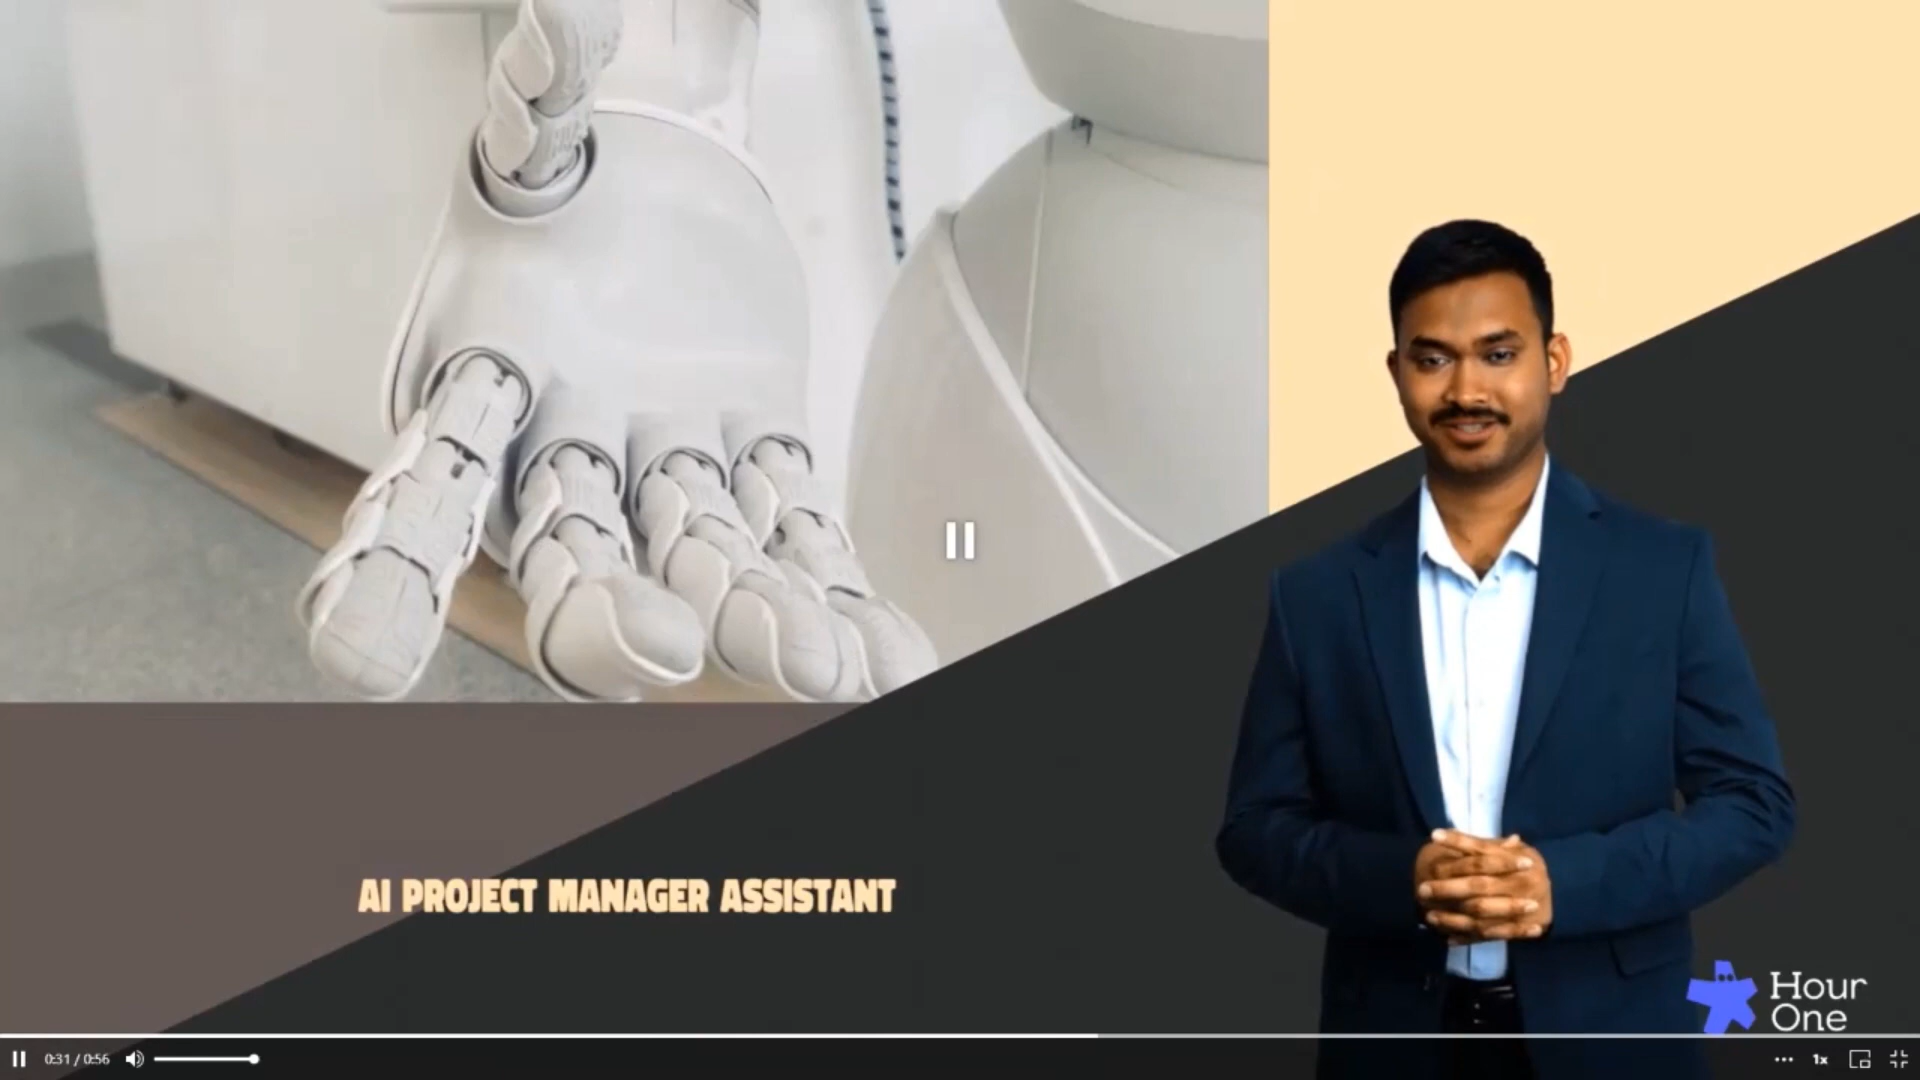 AI PROJECT MANAGER ASSISTANT
Hour
One
0:31 / 0:56
1x